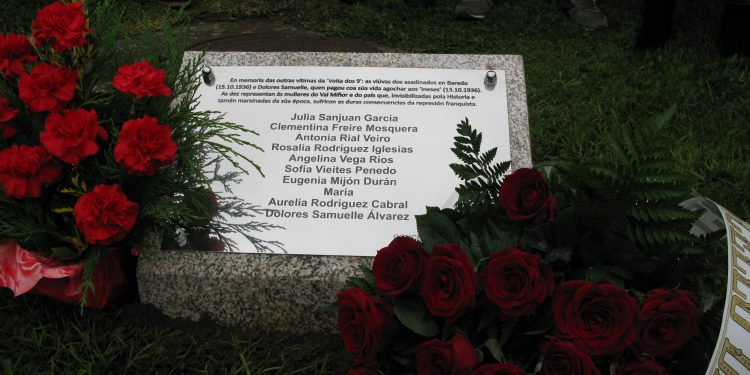 En memoria das outras vítimas da 'Volta dos 9': as viúvas dos asasinados en Baredo
(15.10.1936) e Dolores Samuelle, quen pagou cos súa vida agochar aos 'Ineses' (13.10.1936).
As dez representan ás mulleres do Val Miñor e do país que, invisibilizadas pola Historia e
tamén marxinadas da súa época, sufriron as duras consecuencias da represión franquista.
Julia Sanjuan García
Clementina Freire Mosquera
Antonia Rial Veiro
Rosalía Rodríguez Iglesias
Angelina Vega Ríos
Sofía Vieites Penedo
Eugenia Mijón Durán
María
Aurelia Rodríguez Cabral
Dolores Samuelle Álvarez